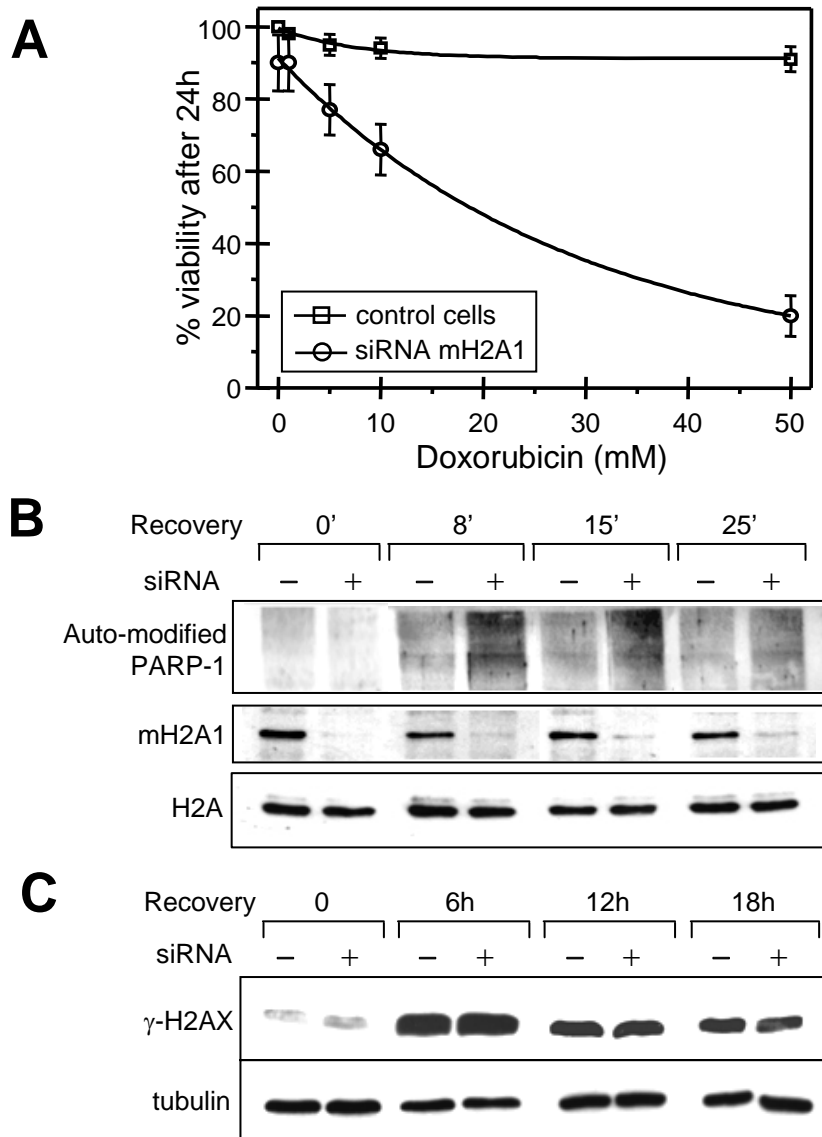 A
% viability after 24h
100
80
60
40
20
0
control cells
siRNA mH2A1
0 10 20 30 40 50
Doxorubicin (mM)
B
Recovery 0’ 8’ 15’ 25’
siRNA – + – + – + – +
Auto-modified
PARP-1
mH2A1
H2A
C
Recovery 0 6h 12h 18h
siRNA – + – + – + – +
γ-H2AX
tubulin